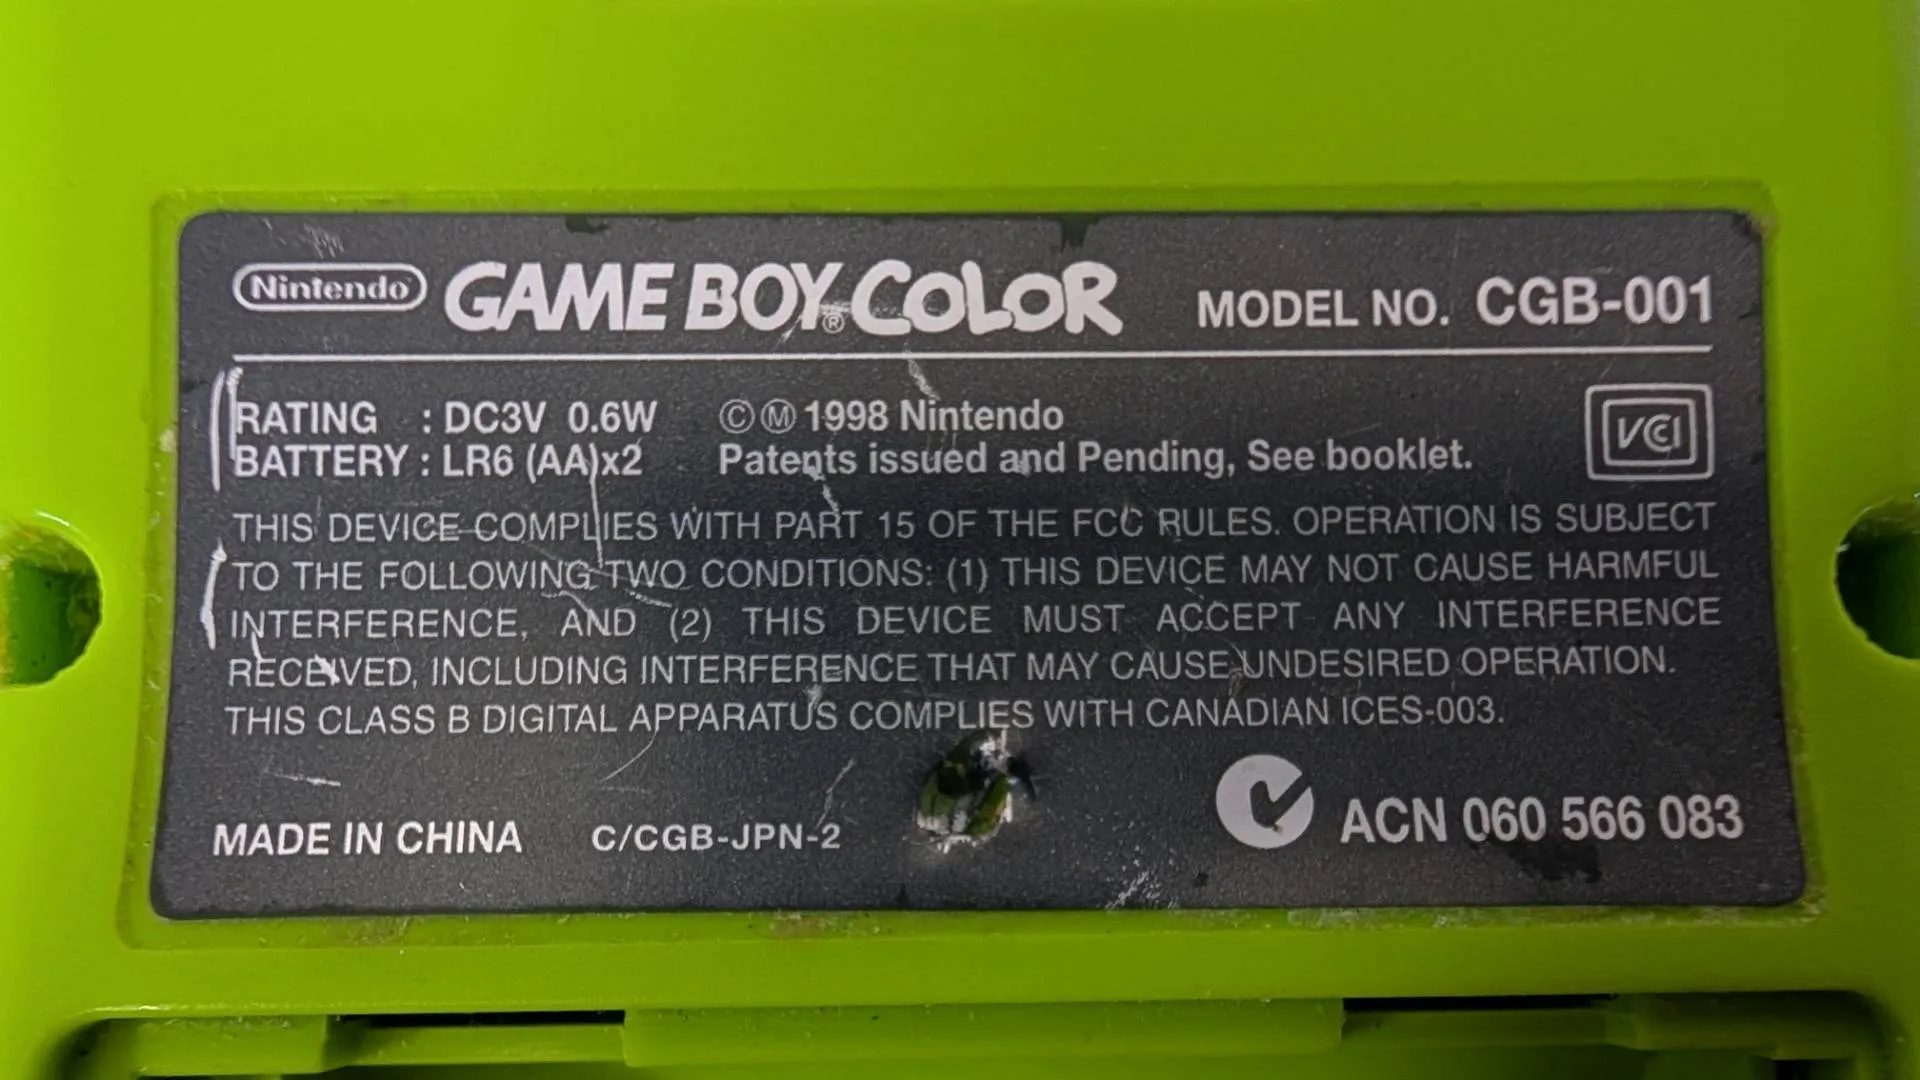 Nintendo GAME BOY® COLOR MODEL NO. CGB-001
RATING : DC3V 0.6W ©Ⓜ 1998 Nintendo
BATTERY : LR6 (AA)x2 Patents issued and Pending, See booklet.
VCI
THIS DEVICE COMPLIES WITH PART 15 OF THE FCC RULES. OPERATION IS SUBJECT
TO THE FOLLOWING TWO CONDITIONS: (1) THIS DEVICE MAY NOT CAUSE HARMFUL
INTERFERENCE, AND (2) THIS DEVICE MUST ACCEPT ANY INTERFERENCE
RECEIVED, INCLUDING INTERFERENCE THAT MAY CAUSE UNDESIRED OPERATION.
THIS CLASS B DIGITAL APPARATUS COMPLIES WITH CANADIAN ICES-003.
MADE IN CHINA C/CGB-JPN-2 ACN 060 566 083